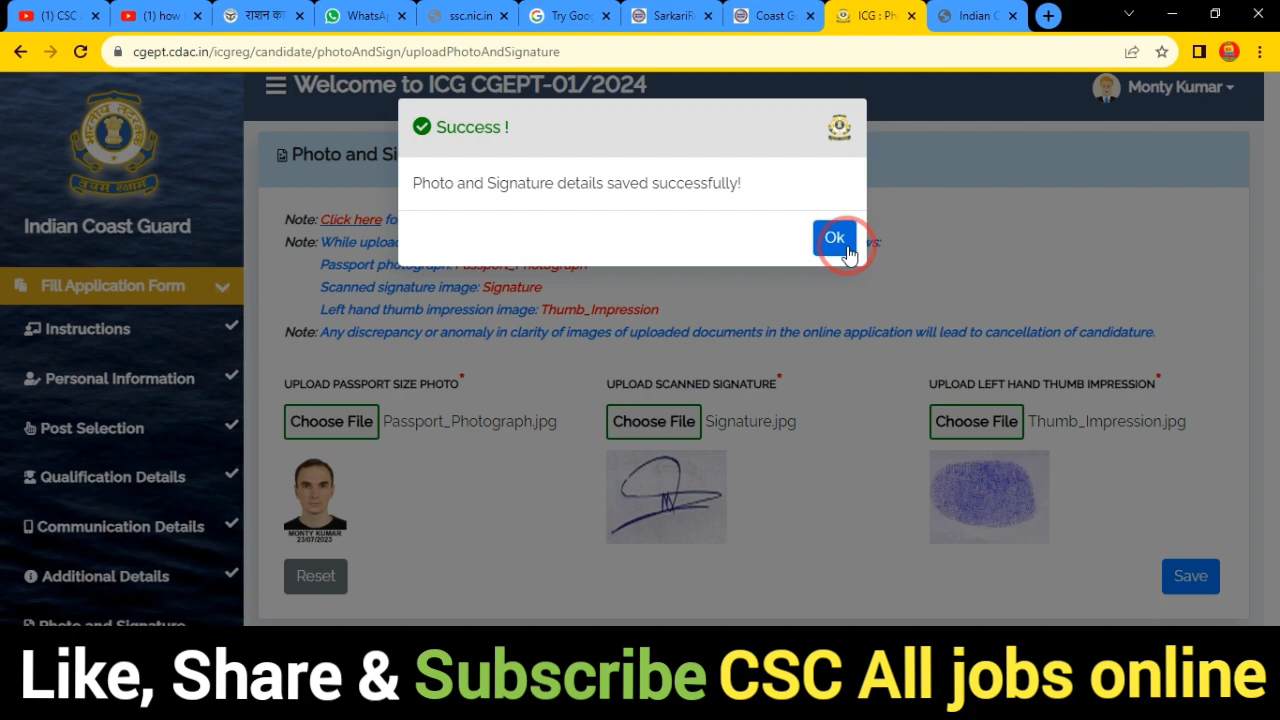 (1) CSC
(1) how
राशन का
WhatsA
ssc.nic.in
Try Goo
SarkariR
Coast G
ICG : Ph
Indian C
cgept.cdac.in/icgreg/candidate/photoAndSign/uploadPhotoAndSignature
Welcome to ICG CGEPT-01/2024
Monty Kumar
Indian Coast Guard
Fill Application Form
Instructions
Personal Information
Post Selection
Qualification Details
Communication Details
Additional Details
Photo and Signature
Photo and Si
Success !
Photo and Signature details saved successfully!
Ok
Note: Click here fo
Note: While uploa ws:
Passport photograph: Passport_Photograph
Scanned signature image: Signature
Left hand thumb impression image: Thumb_Impression
Note: Any discrepancy or anomaly in clarity of images of uploaded documents in the online application will lead to cancellation of candidature.
UPLOAD PASSPORT SIZE PHOTO*
Choose File Passport_Photograph.jpg
MONTY KUMAR
23/07/2023
UPLOAD SCANNED SIGNATURE*
Choose File Signature.jpg
UPLOAD LEFT HAND THUMB IMPRESSION*
Choose File Thumb_Impression.jpg
Reset
Save
Like, Share & Subscribe CSC All jobs online